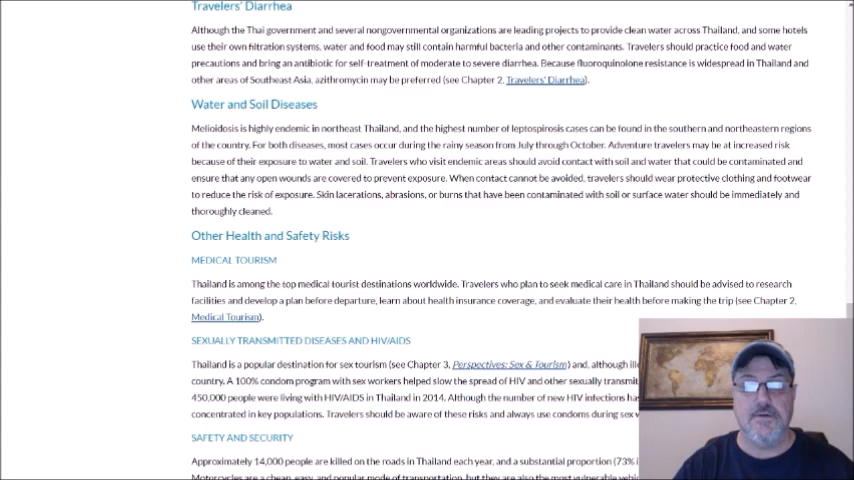 Travelers' Diarrhea
Although the Thai government and several nongovernmental organizations are leading projects to provide clean water across Thailand, and some hotels
use their own filtration systems, water and food may still contain harmful bacteria and other contaminants. Travelers should practice food and water
precautions and bring an antibiotic for self-treatment of moderate to severe diarrhea. Because fluoroquinolone resistance is widespread in Thailand and
other areas of Southeast Asia, azithromycin may be preferred (see Chapter 2, Travelers' Diarrhea).
Water and Soil Diseases
Melioidosis is highly endemic in northeast Thailand, and the highest number of leptospirosis cases can be found in the southern and northeastern regions
of the country. For both diseases, most cases occur during the rainy season from July through October. Adventure travelers may be at increased risk
because of their exposure to water and soil. Travelers who visit endemic areas should avoid contact with soil and water that could be contaminated and
ensure that any open wounds are covered to prevent exposure. When contact cannot be avoided, travelers should wear protective clothing and footwear
to reduce the risk of exposure. Skin lacerations, abrasions, or burns that have been contaminated with soil or surface water should be immediately and
thoroughly cleaned.
Other Health and Safety Risks
MEDICAL TOURISM
Thailand is among the top medical tourist destinations worldwide. Travelers who plan to seek medical care in Thailand should be advised to research
facilities and develop a plan before departure, learn about health insurance coverage, and evaluate their health before making the trip (see Chapter 2,
Medical Tourism).
SEXUALLY TRANSMITTED DISEASES AND HIV/AIDS
Thailand is a popular destination for sex tourism (see Chapter 3, Perspectives: Sex & Tourism) and, although ill
country. A 100% condom program with sex workers helped slow the spread of HIV and other sexually transmit
450,000 people were living with HIV/AIDS in Thailand in 2014. Although the number of new HIV infections has
concentrated in key populations. Travelers should be aware of these risks and always use condoms during sex w
SAFETY AND SECURITY
Approximately 14,000 people are killed on the roads in Thailand each year, and a substantial proportion (73%
Motorcycles are a cheap, easy, and popular mode of transportation, but they are also the most vulnerable